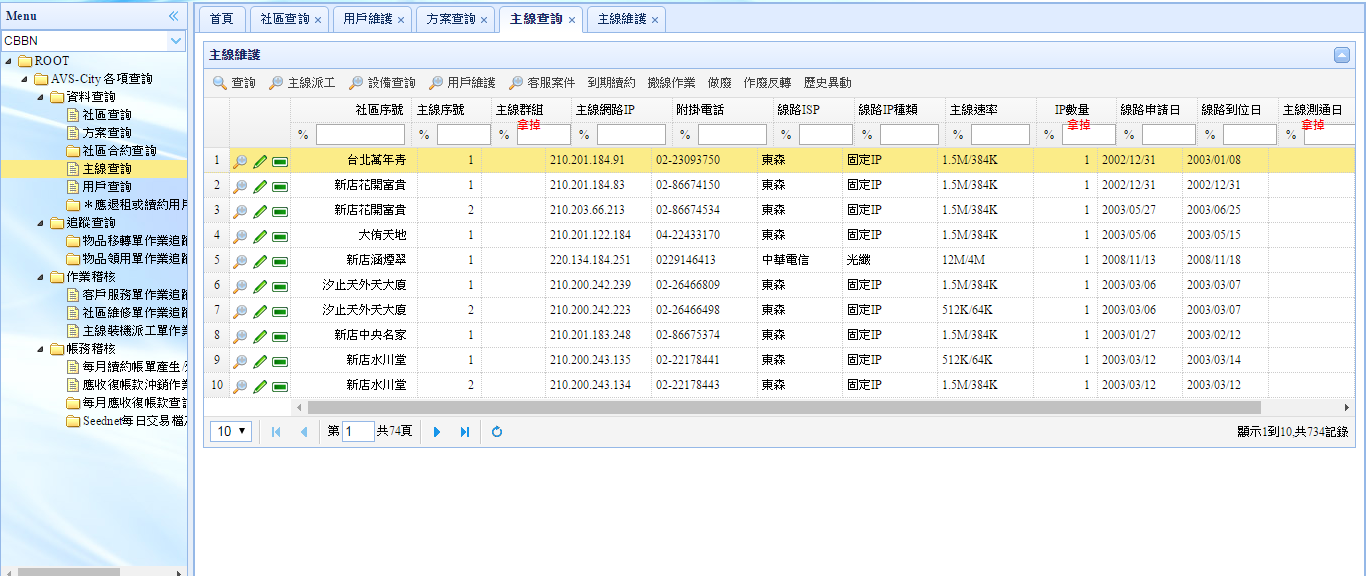 Menu
CBBN
ROOT
AVS-City 各項查詢
資料查詢
社區查詢
方案查詢
社區合約查詢
主線查詢
用戶查詢
＊應退租或續約用戶
追蹤查詢
物品移轉單作業追蹤
物品領用單作業追蹤
作業稽核
客戶服務單作業追蹤
社區維修單作業追蹤
主線裝機派工單作業
帳務稽核
每月續約帳單產生/列
應收復帳款沖銷作業
每月應收復帳款查詢
Seednet每日交易檔
首頁 社區查詢 × 用戶維護 × 方案查詢 × 主線查詢 × 主線維護 ×
主線維護
查詢 主線派工 設備查詢 用戶維護 客服案件 到期續約 撤線作業 做廢 作廢反轉 歷史異動
社區序號 主線序號 主線群組 主線網路IP 附掛電話 線路ISP 線路IP種類 主線速率 IP數量 線路申請日 線路到位日 主線測通日
拿掉 拿掉 拿掉
% % % % % % % % % % % %
1 台北萬年青 1 210.201.184.91 02-23093750 東森 固定IP 1.5M/384K 1 2002/12/31 2003/01/08
2 新店花開富貴 1 210.201.184.83 02-86674150 東森 固定IP 1.5M/384K 1 2002/12/31 2002/12/31
3 新店花開富貴 2 210.203.66.213 02-86674534 東森 固定IP 1.5M/384K 1 2003/05/27 2003/06/25
4 大侑天地 1 210.201.122.184 04-22433170 東森 固定IP 1.5M/384K 1 2003/05/06 2003/05/15
5 新店涵煙翠 1 220.134.184.251 0229146413 中華電信 光纖 12M/4M 1 2008/11/13 2008/11/18
6 汐止天外天大廈 1 210.200.242.239 02-26466809 東森 固定IP 1.5M/384K 1 2003/03/06 2003/03/07
7 汐止天外天大廈 2 210.200.242.223 02-26466498 東森 固定IP 512K/64K 1 2003/03/06 2003/03/07
8 新店中央名家 1 210.201.183.248 02-86675374 東森 固定IP 1.5M/384K 1 2003/01/27 2003/02/12
9 新店水川堂 1 210.200.243.135 02-22178441 東森 固定IP 512K/64K 1 2003/03/12 2003/03/14
10 新店水川堂 2 210.200.243.134 02-22178443 東森 固定IP 1.5M/384K 1 2003/03/12 2003/03/12
10 第 1 共74頁 顯示1到10,共734記錄